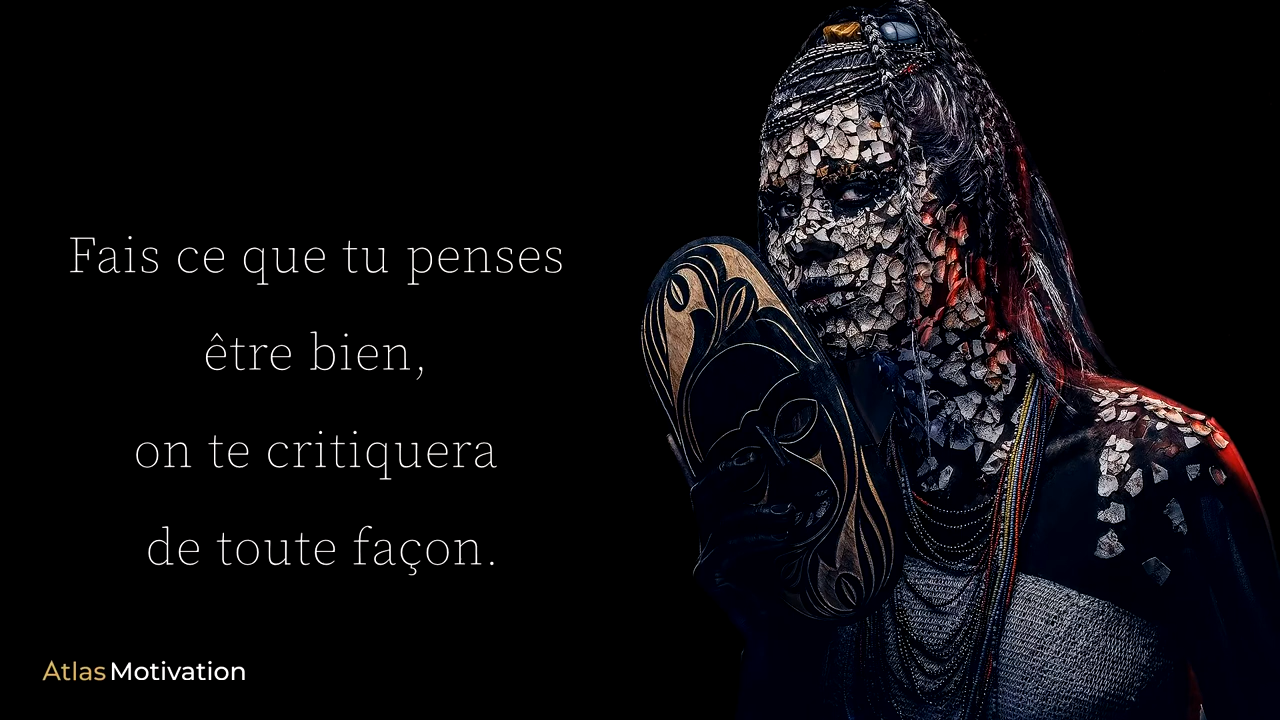 Fais ce que tu penses
être bien,
on te critiquera
de toute façon.
Atlas Motivation